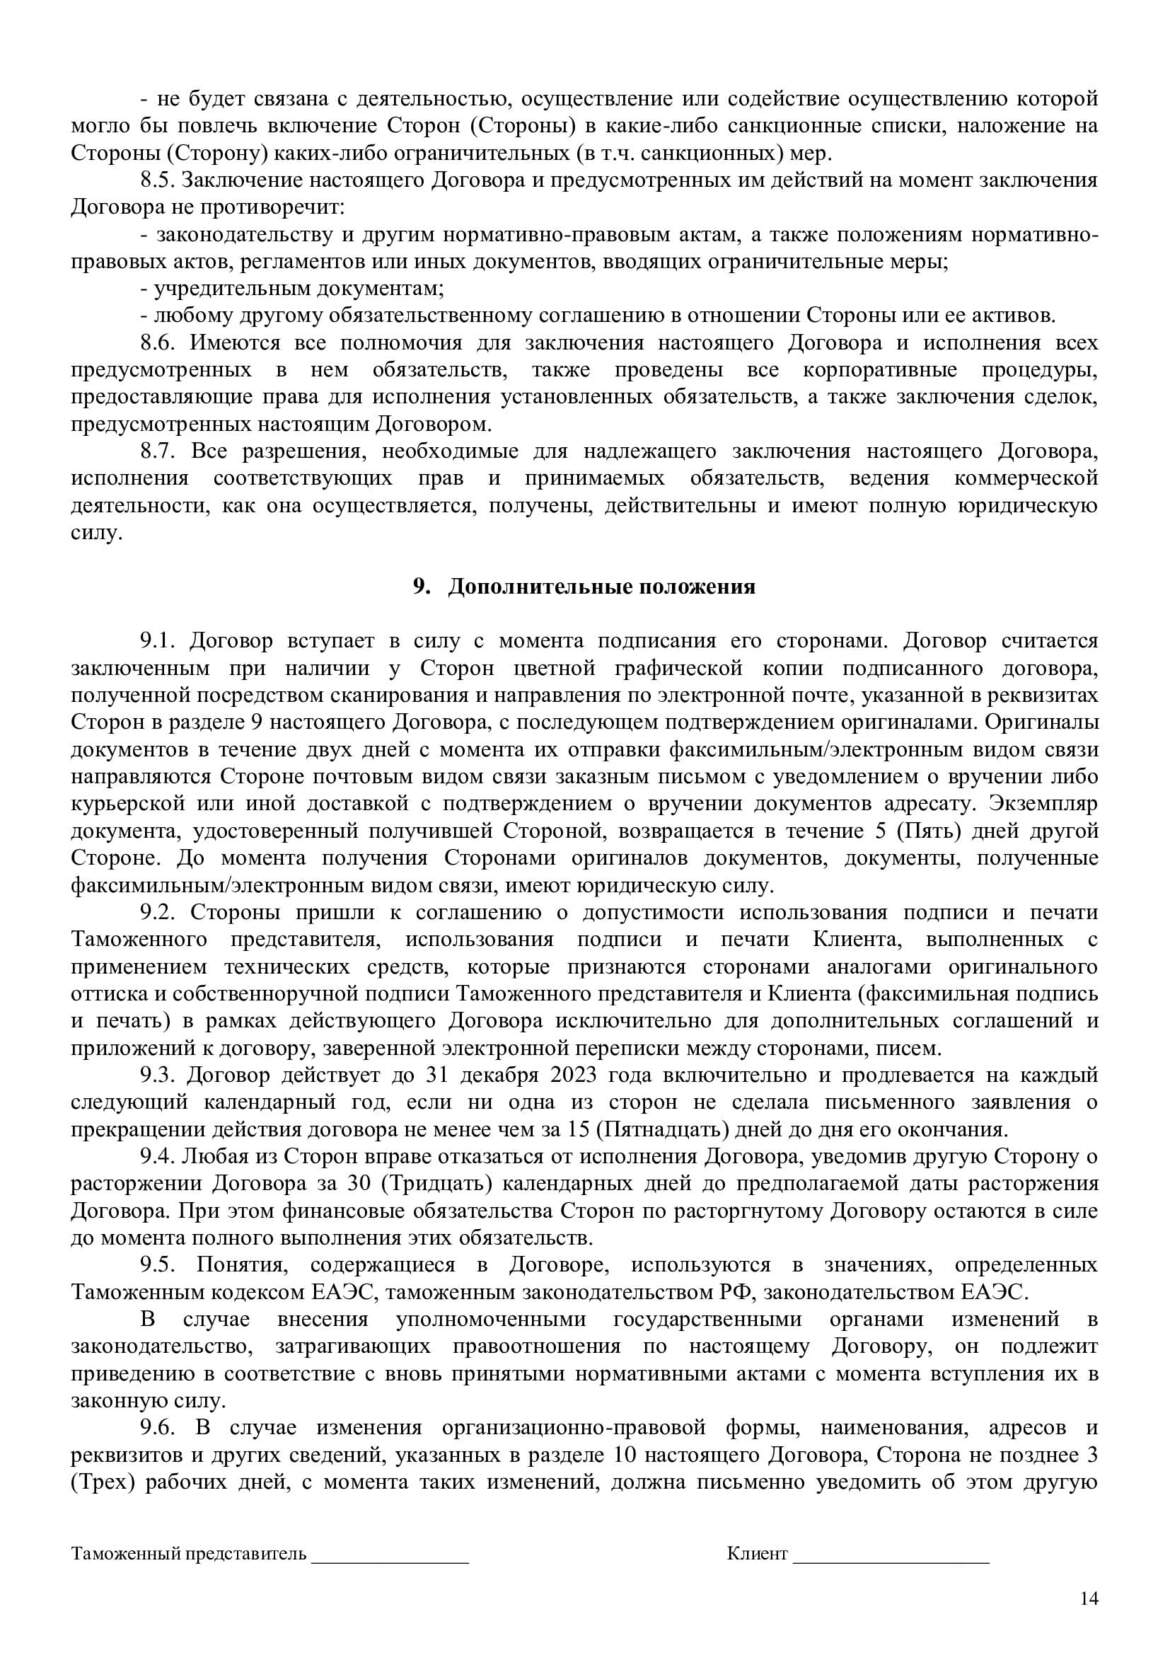 - не будет связана с деятельностью, осуществление или содействие осуществлению которой
могло бы повлечь включение Сторон (Стороны) в какие-либо санкционные списки, наложение на
Стороны (Сторону) каких-либо ограничительных (в т.ч. санкционных) мер.
8.5. Заключение настоящего Договора и предусмотренных им действий на момент заключения
Договора не противоречит:
- законодательству и другим нормативно-правовым актам, а также положениям нормативно-
правовых актов, регламентов или иных документов, вводящих ограничительные меры;
- учредительным документам;
- любому другому обязательственному соглашению в отношении Стороны или ее активов.
8.6. Имеются все полномочия для заключения настоящего Договора и исполнения всех
предусмотренных в нем обязательств, также проведены все корпоративные процедуры,
предоставляющие права для исполнения установленных обязательств, а также заключения сделок,
предусмотренных настоящим Договором.
8.7. Все разрешения, необходимые для надлежащего заключения настоящего Договора,
исполнения соответствующих прав и принимаемых обязательств, ведения коммерческой
деятельности, как она осуществляется, получены, действительны и имеют полную юридическую
силу.
9. Дополнительные положения
9.1. Договор вступает в силу с момента подписания его сторонами. Договор считается
заключенным при наличии у Сторон цветной графической копии подписанного договора,
полученной посредством сканирования и направления по электронной почте, указанной в реквизитах
Сторон в разделе 9 настоящего Договора, с последующем подтверждением оригиналами. Оригиналы
документов в течение двух дней с момента их отправки факсимильным/электронным видом связи
направляются Стороне почтовым видом связи заказным письмом с уведомлением о вручении либо
курьерской или иной доставкой с подтверждением о вручении документов адресату. Экземпляр
документа, удостоверенный получившей Стороной, возвращается в течение 5 (Пять) дней другой
Стороне. До момента получения Сторонами оригиналов документов, документы, полученные
факсимильным/электронным видом связи, имеют юридическую силу.
9.2. Стороны пришли к соглашению о допустимости использования подписи и печати
Таможенного представителя, использования подписи и печати Клиента, выполненных с
применением технических средств, которые признаются сторонами аналогами оригинального
оттиска и собственноручной подписи Таможенного представителя и Клиента (факсимильная подпись
и печать) в рамках действующего Договора исключительно для дополнительных соглашений и
приложений к договору, заверенной электронной переписки между сторонами, писем.
9.3. Договор действует до 31 декабря 2023 года включительно и продлевается на каждый
следующий календарный год, если ни одна из сторон не сделала письменного заявления о
прекращении действия договора не менее чем за 15 (Пятнадцать) дней до дня его окончания.
9.4. Любая из Сторон вправе отказаться от исполнения Договора, уведомив другую Сторону о
расторжении Договора за 30 (Тридцать) календарных дней до предполагаемой даты расторжения
Договора. При этом финансовые обязательства Сторон по расторгнутому Договору остаются в силе
до момента полного выполнения этих обязательств.
9.5. Понятия, содержащиеся в Договоре, используются в значениях, определенных
Таможенным кодексом ЕАЭС, таможенным законодательством РФ, законодательством ЕАЭС.
В случае внесения уполномоченными государственными органами изменений в
законодательство, затрагивающих правоотношения по настоящему Договору, он подлежит
приведению в соответствие с вновь принятыми нормативными актами с момента вступления их в
законную силу.
9.6. В случае изменения организационно-правовой формы, наименования, адресов и
реквизитов и других сведений, указанных в разделе 10 настоящего Договора, Сторона не позднее 3
(Трех) рабочих дней, с момента таких изменений, должна письменно уведомить об этом другую
Таможенный представитель ________________ Клиент ____________________
14